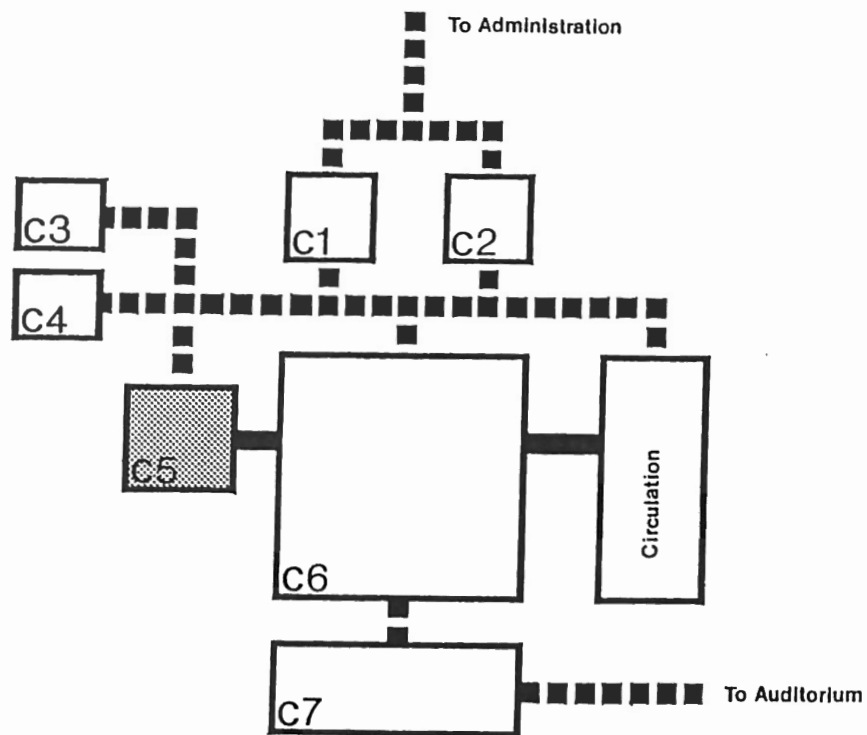 To Administration
C3
C1
C2
C4
C5
Circulation
C6
C7
To Auditorium